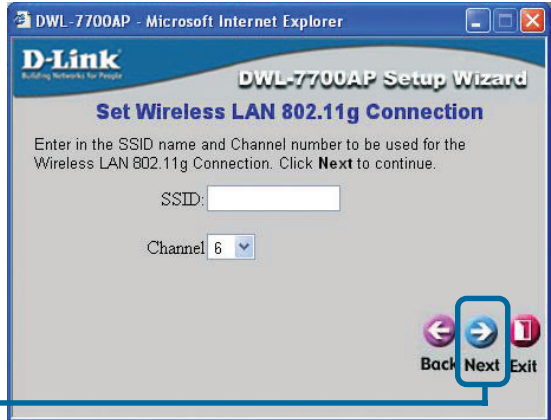 DWL-7700AP - Microsoft Internet Explorer
D-Link
Building Networks for People
DWL-7700AP Setup Wizard
Set Wireless LAN 802.11g Connection
Enter in the SSID name and Channel number to be used for the
Wireless LAN 802.11g Connection. Click Next to continue.
SSID:
Channel 6
Back Next Exit